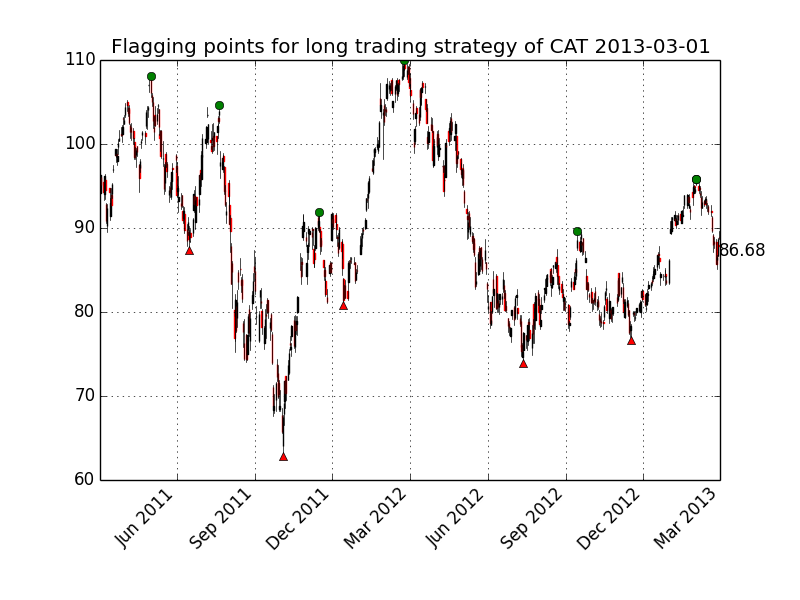 Flagging points for long trading strategy of CAT 2013-03-01
110
100
90
86.68
80
70
60
Jun 2011
Sep 2011
Dec 2011
Mar 2012
Jun 2012
Sep 2012
Dec 2012
Mar 2013